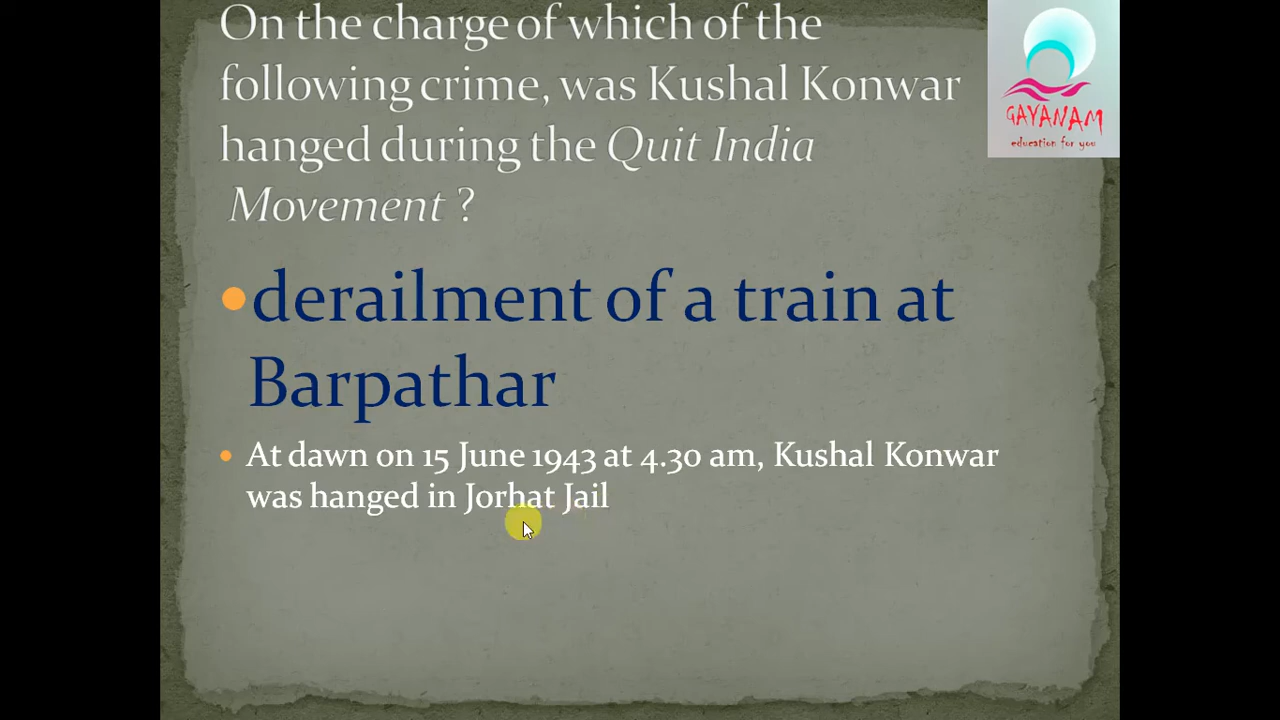 On the charge of which of the
following crime, was Kushal Konwar
hanged during the Quit India
Movement ?
GAYANAM
education for you
•derailment of a train at
Barpathar
• At dawn on 15 June 1943 at 4.30 am, Kushal Konwar
was hanged in Jorhat Jail